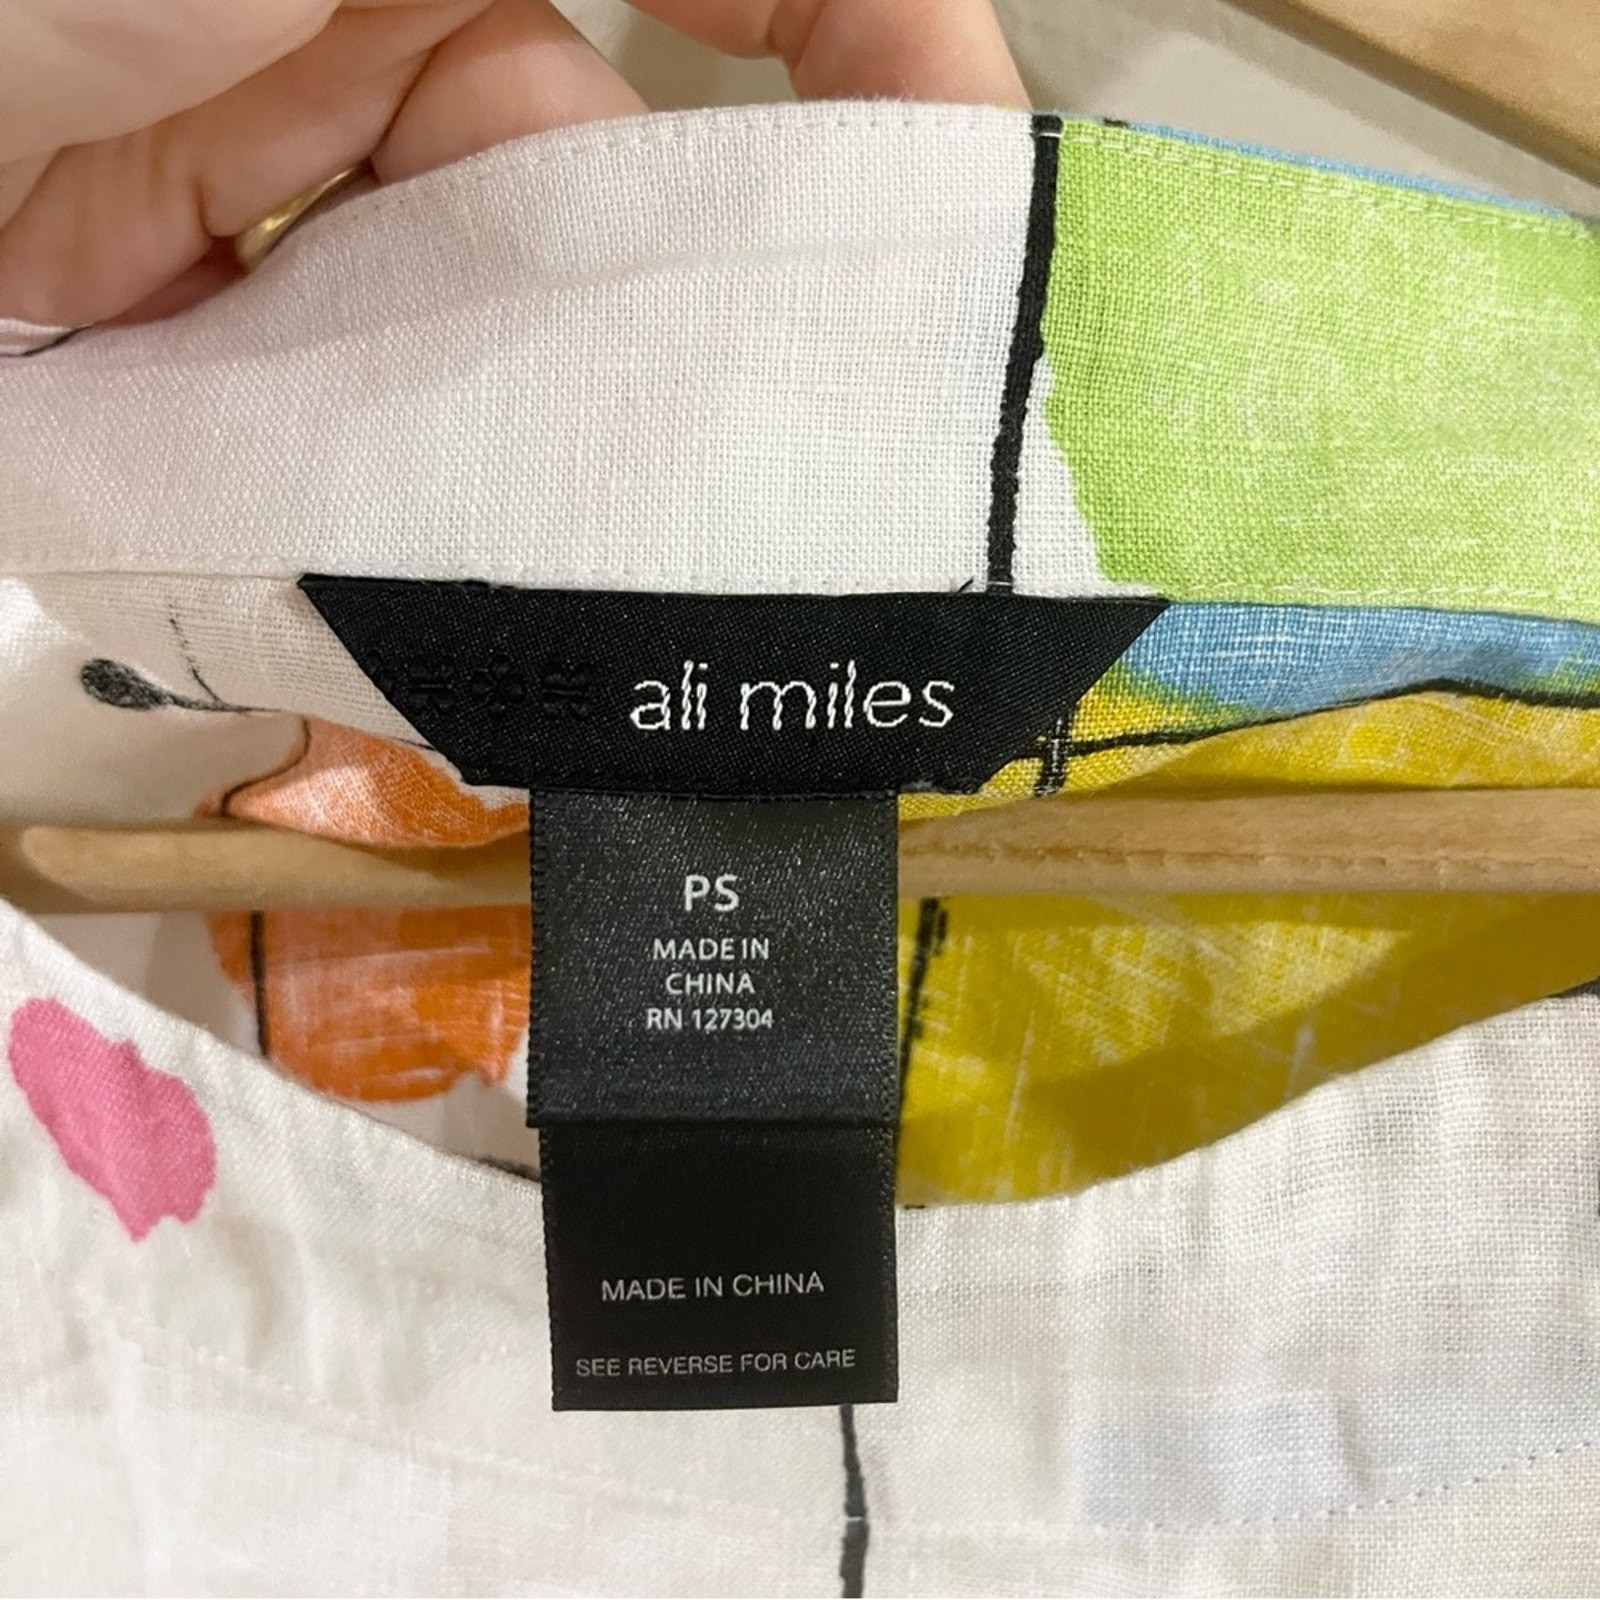 ali miles
PS
MADE IN
CHINA
RN 127304
MADE IN CHINA
SEE REVERSE FOR CARE